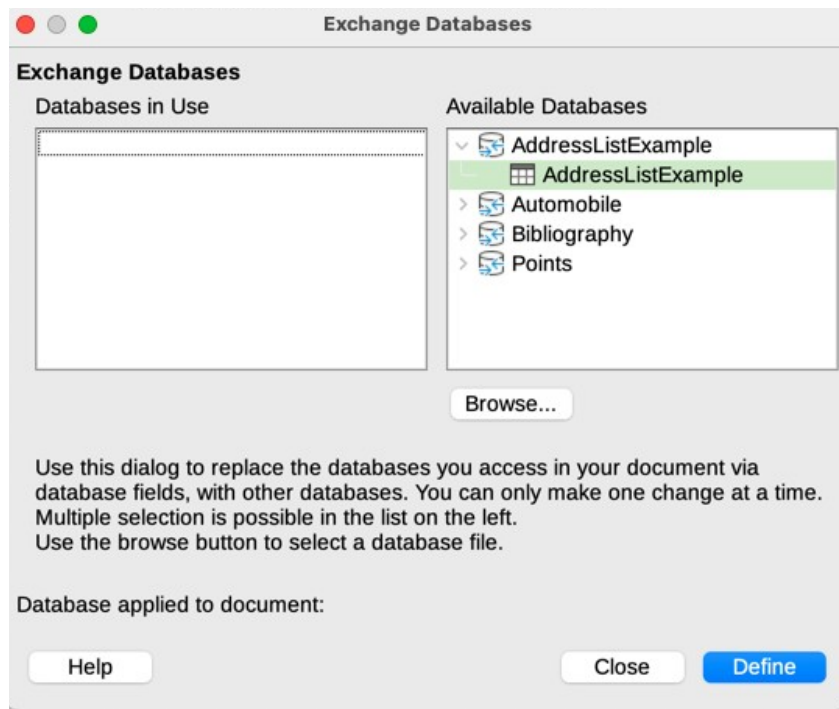 Exchange Databases
Exchange Databases
Databases in Use
Available Databases
AddressListExample
AddressListExample
Automobile
Bibliography
Points
Browse...
Use this dialog to replace the databases you access in your document via
database fields, with other databases. You can only make one change at a time.
Multiple selection is possible in the list on the left.
Use the browse button to select a database file.
Database applied to document:
Help
Close
Define